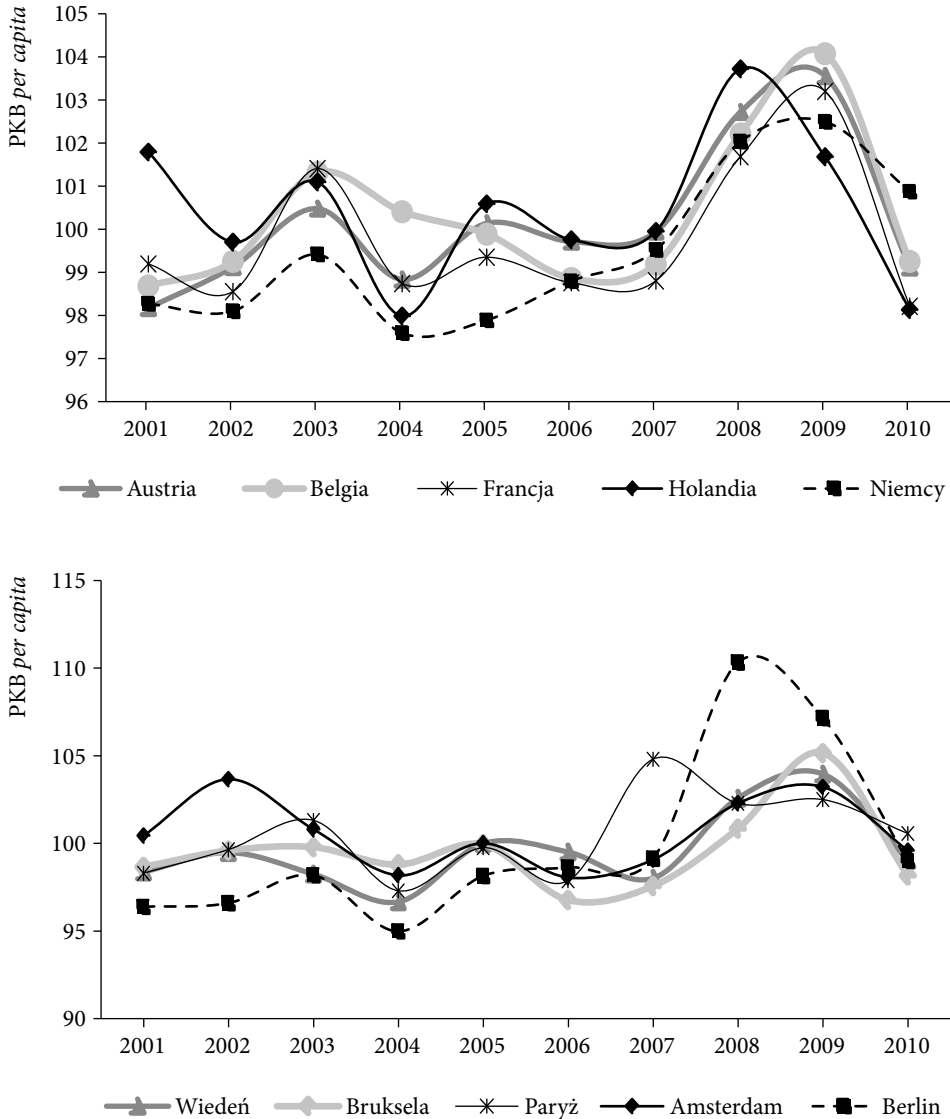 PKB per capita
105
104
103
102
101
100
99
98
97
96
2001 2002 2003 2004 2005 2006 2007 2008 2009 2010
Austria Belgia Francja Holandia Niemcy
PKB per capita
115
110
105
100
95
90
2001 2002 2003 2004 2005 2006 2007 2008 2009 2010
Wiedeń Bruksela Paryż Amsterdam Berlin